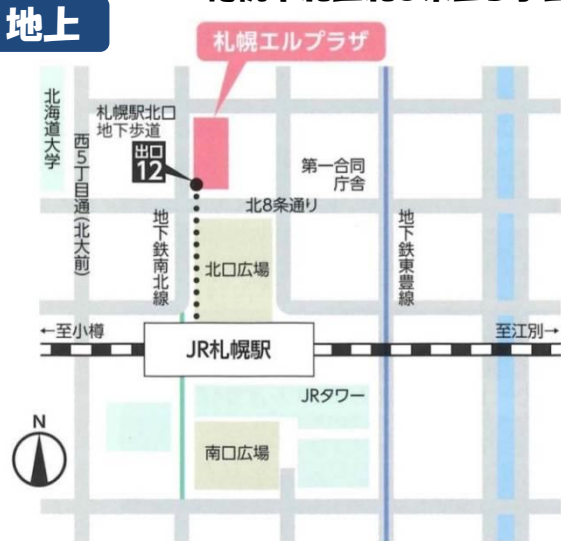 地上
札幌エルプラザ
北海道大学
西5丁目通(北大前)
札幌駅北口
地下歩道
出口
12
第一合同
庁舎
北8条通り
地下鉄南北線
地下鉄東豊線
北口広場
←至小樽
至江別→
JR札幌駅
JRタワー
N
南口広場